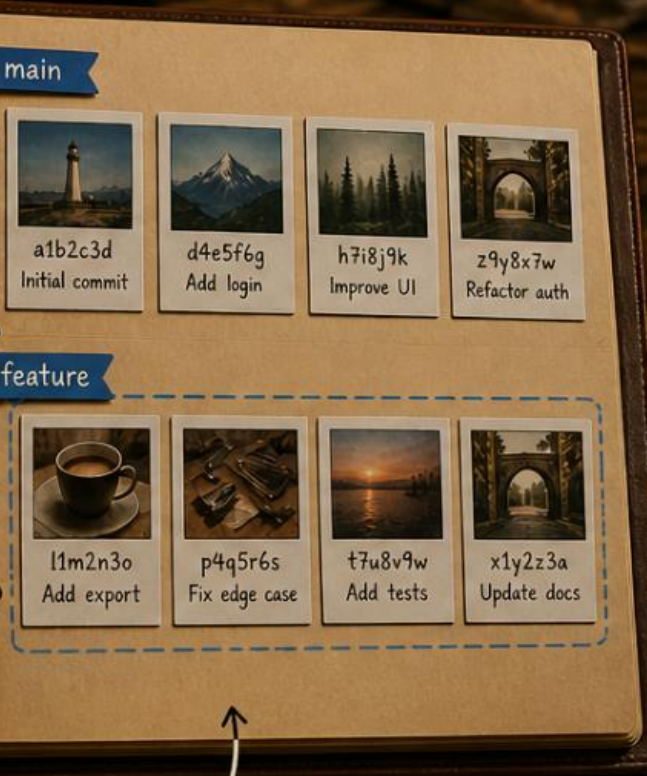 main
a1b2c3d
Initial commit
d4e5f6g
Add login
h7i8j9k
Improve UI
z9y8x7w
Refactor auth
feature
l1m2n3o
Add export
p4q5r6s
Fix edge case
t7u8v9w
Add tests
x1y2z3a
Update docs